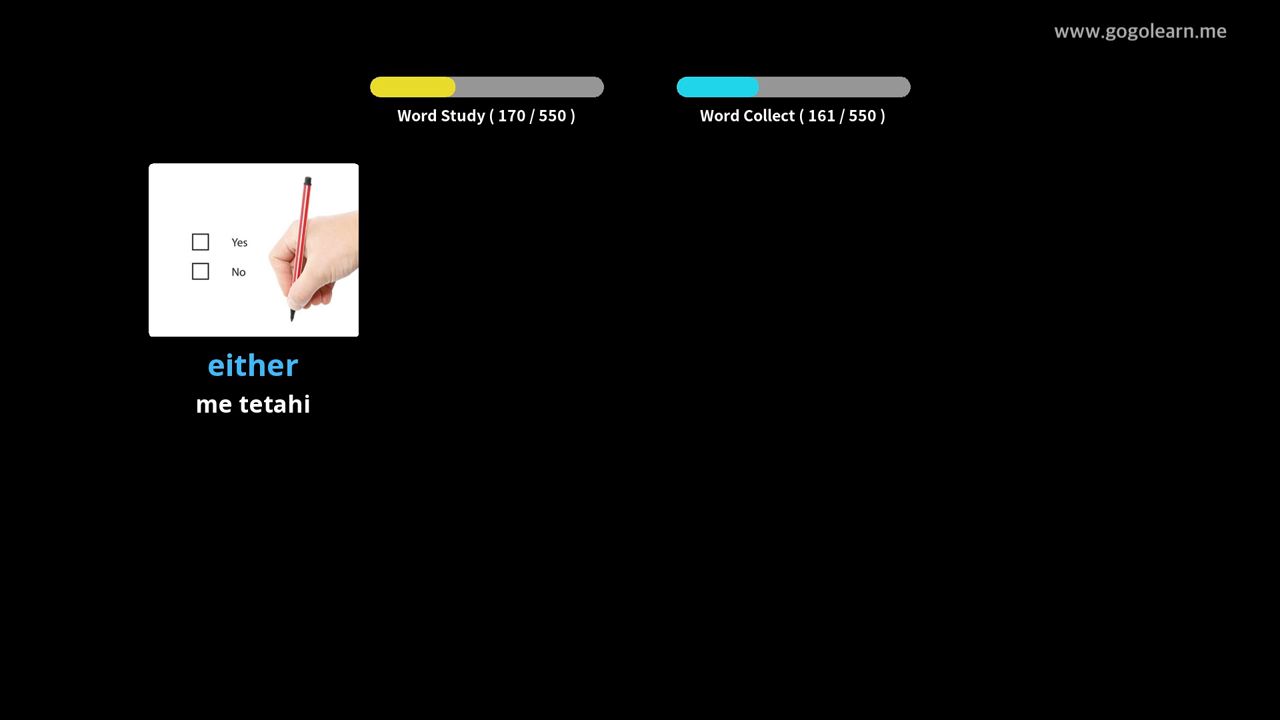 www.gogolearn.me
Word Study ( 170 / 550 )
Word Collect ( 161 / 550 )
Yes
No
either
me tetahi